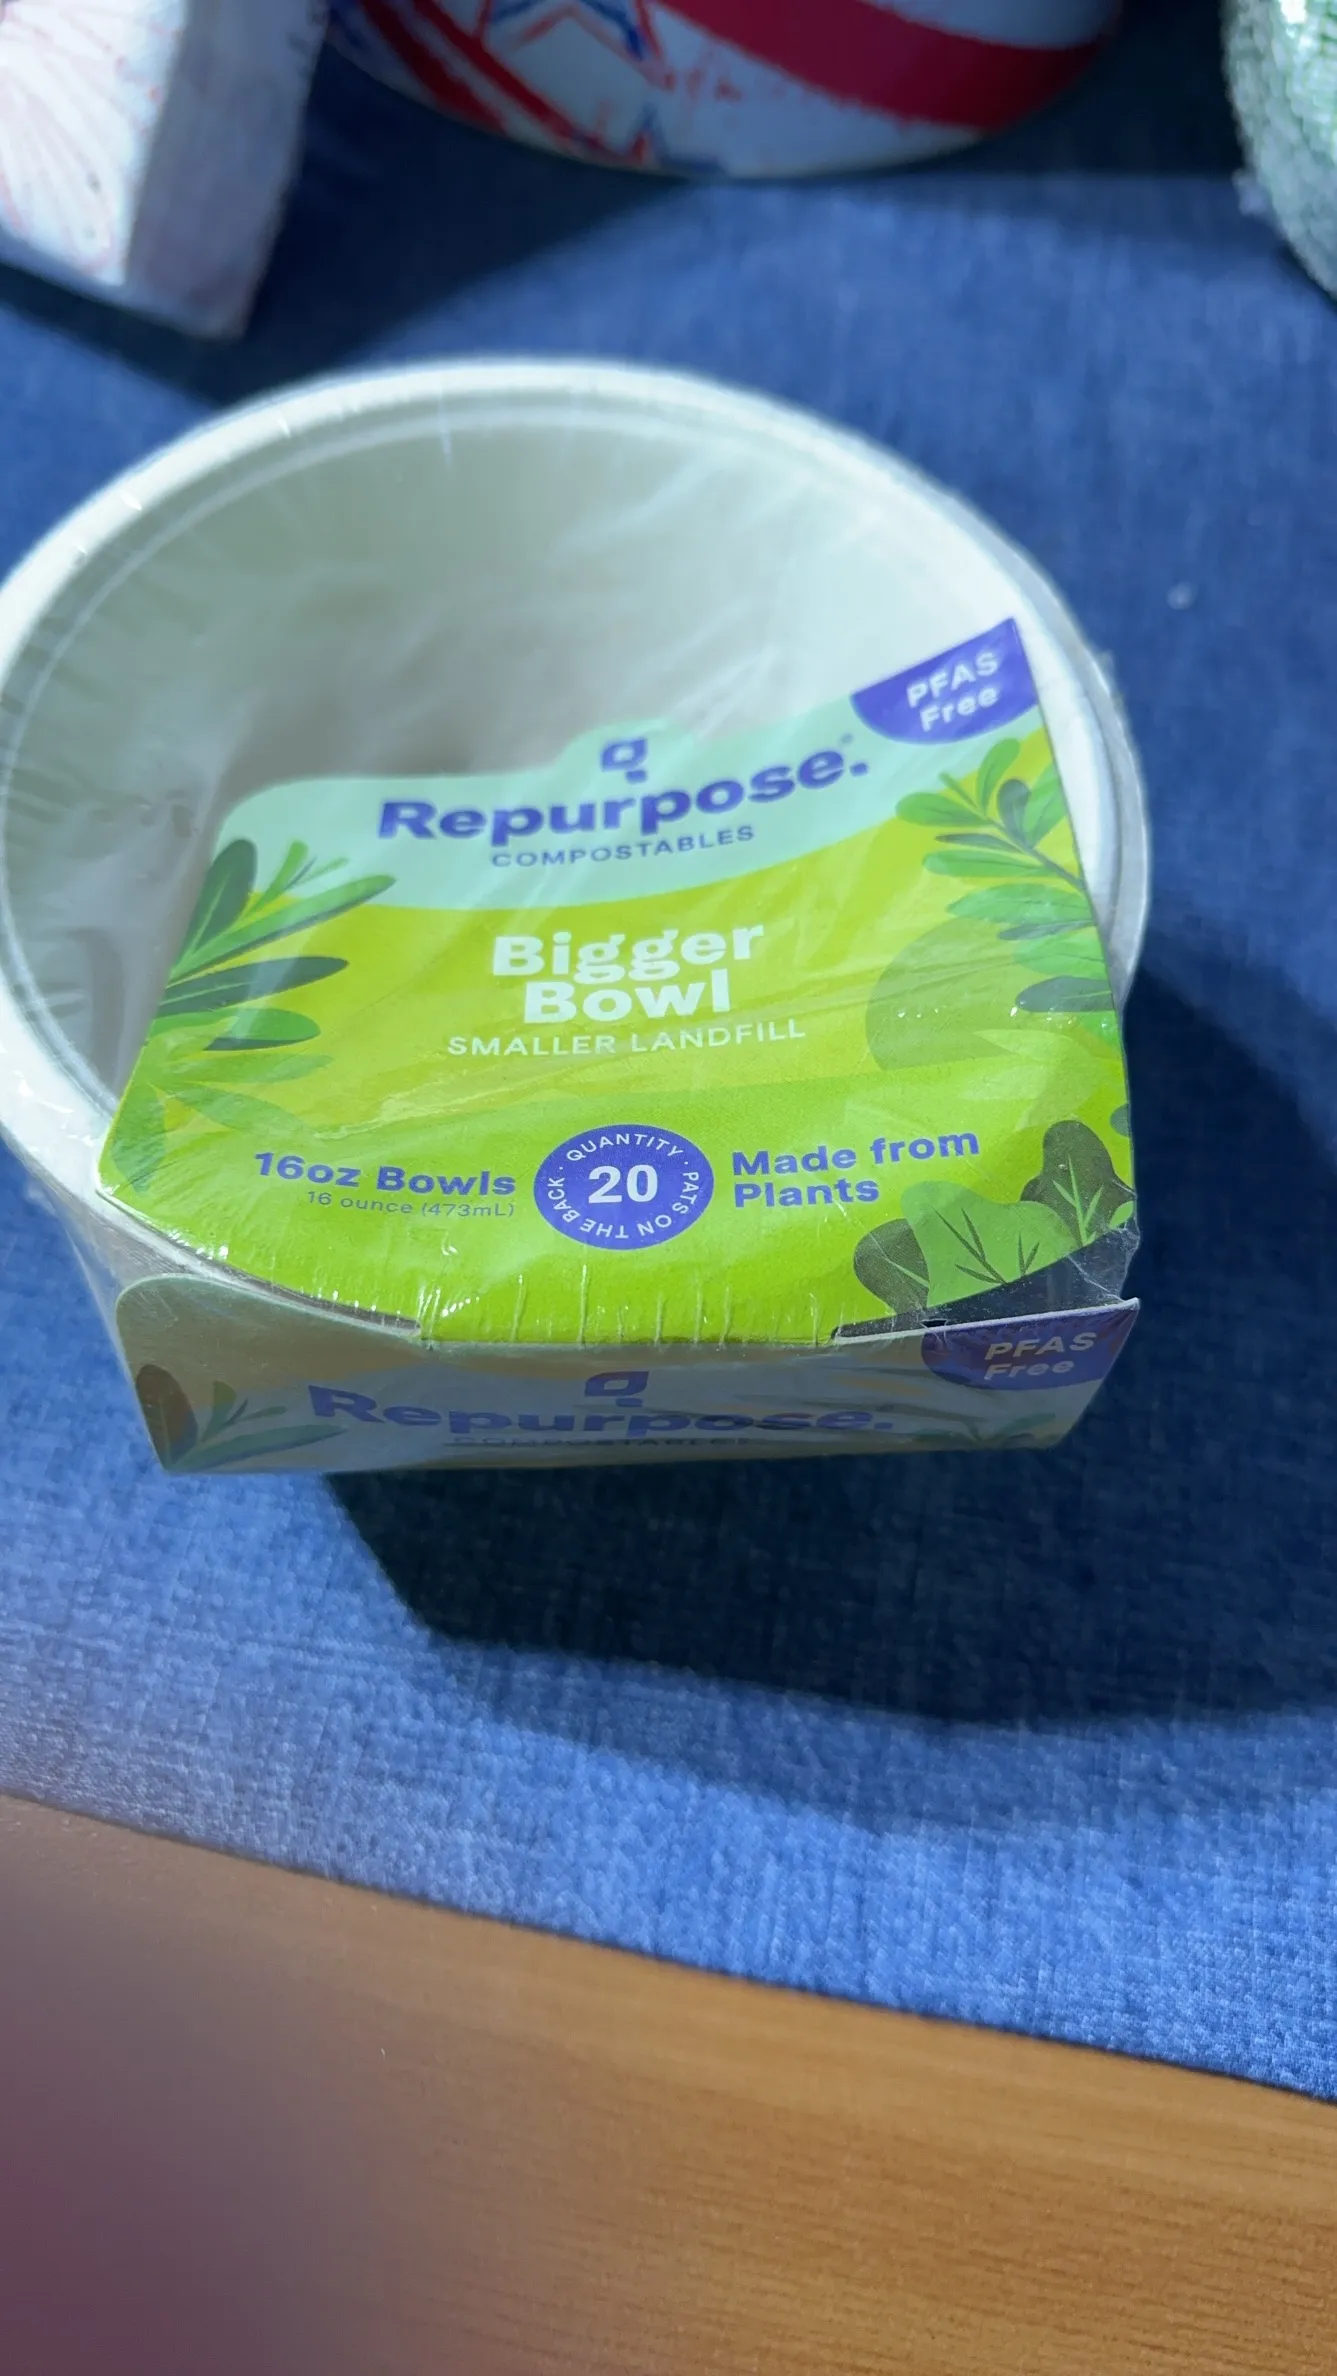 PFAS
Free
Repurpose.
COMPOSTABLES
Bigger
Bowl
SMALLER LANDFILL
16oz Bowls
16 ounce (473mL)
QUANTITY · PATS ON THE BACK ·
20
Made from
Plants
PFAS
Free
Repurpose.
COMPOSTABLES